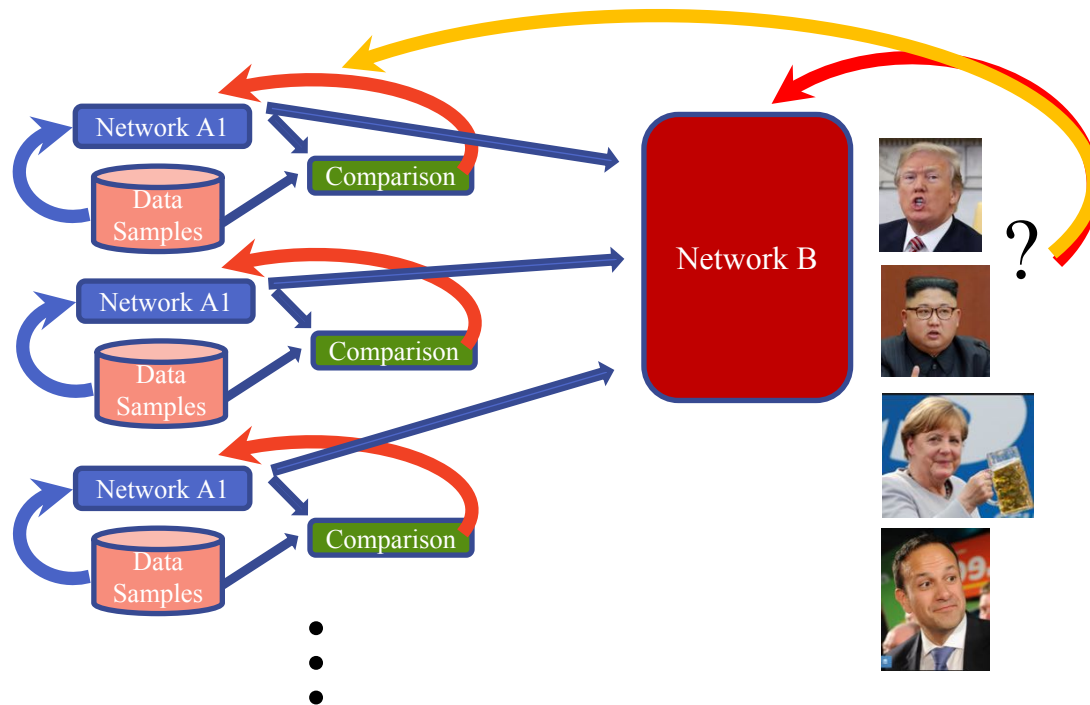 Network A1
Comparison
Data
Samples
Network B
?
Network A1
Comparison
Data
Samples
Network A1
Comparison
Data
Samples